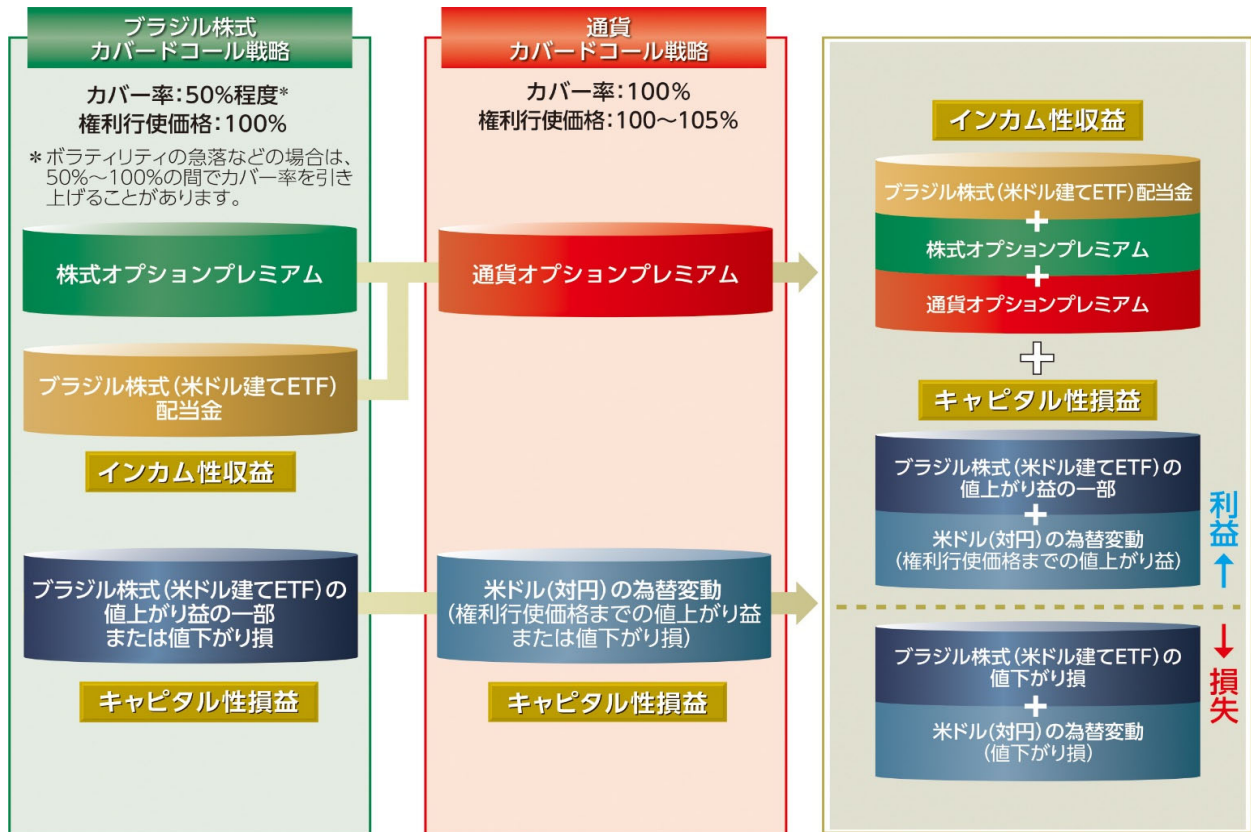 ブラジル株式
カバードコール戦略
カバー率:50%程度*
権利行使価格:100%
*ボラティリティの急落などの場合は、
50%~100%の間でカバー率を引き
上げることがあります。
株式オプションプレミアム
ブラジル株式(米ドル建てETF)
配当金
インカム性収益
ブラジル株式(米ドル建てETF)の
値上がり益の一部
または値下がり損
キャピタル性損益
通貨
カバードコール戦略
カバー率:100%
権利行使価格:100~105%
通貨オプションプレミアム
米ドル(対円)の為替変動
(権利行使価格までの値上がり益
または値下がり損)
キャピタル性損益
インカム性収益
ブラジル株式(米ドル建てETF)配当金
+
株式オプションプレミアム
+
通貨オプションプレミアム
+
キャピタル性損益
ブラジル株式(米ドル建てETF)の
値上がり益の一部
+
米ドル(対円)の為替変動
(権利行使価格までの値上がり益)
利益↑
↓損失
ブラジル株式(米ドル建てETF)の
値下がり損
+
米ドル(対円)の為替変動
(値下がり損)